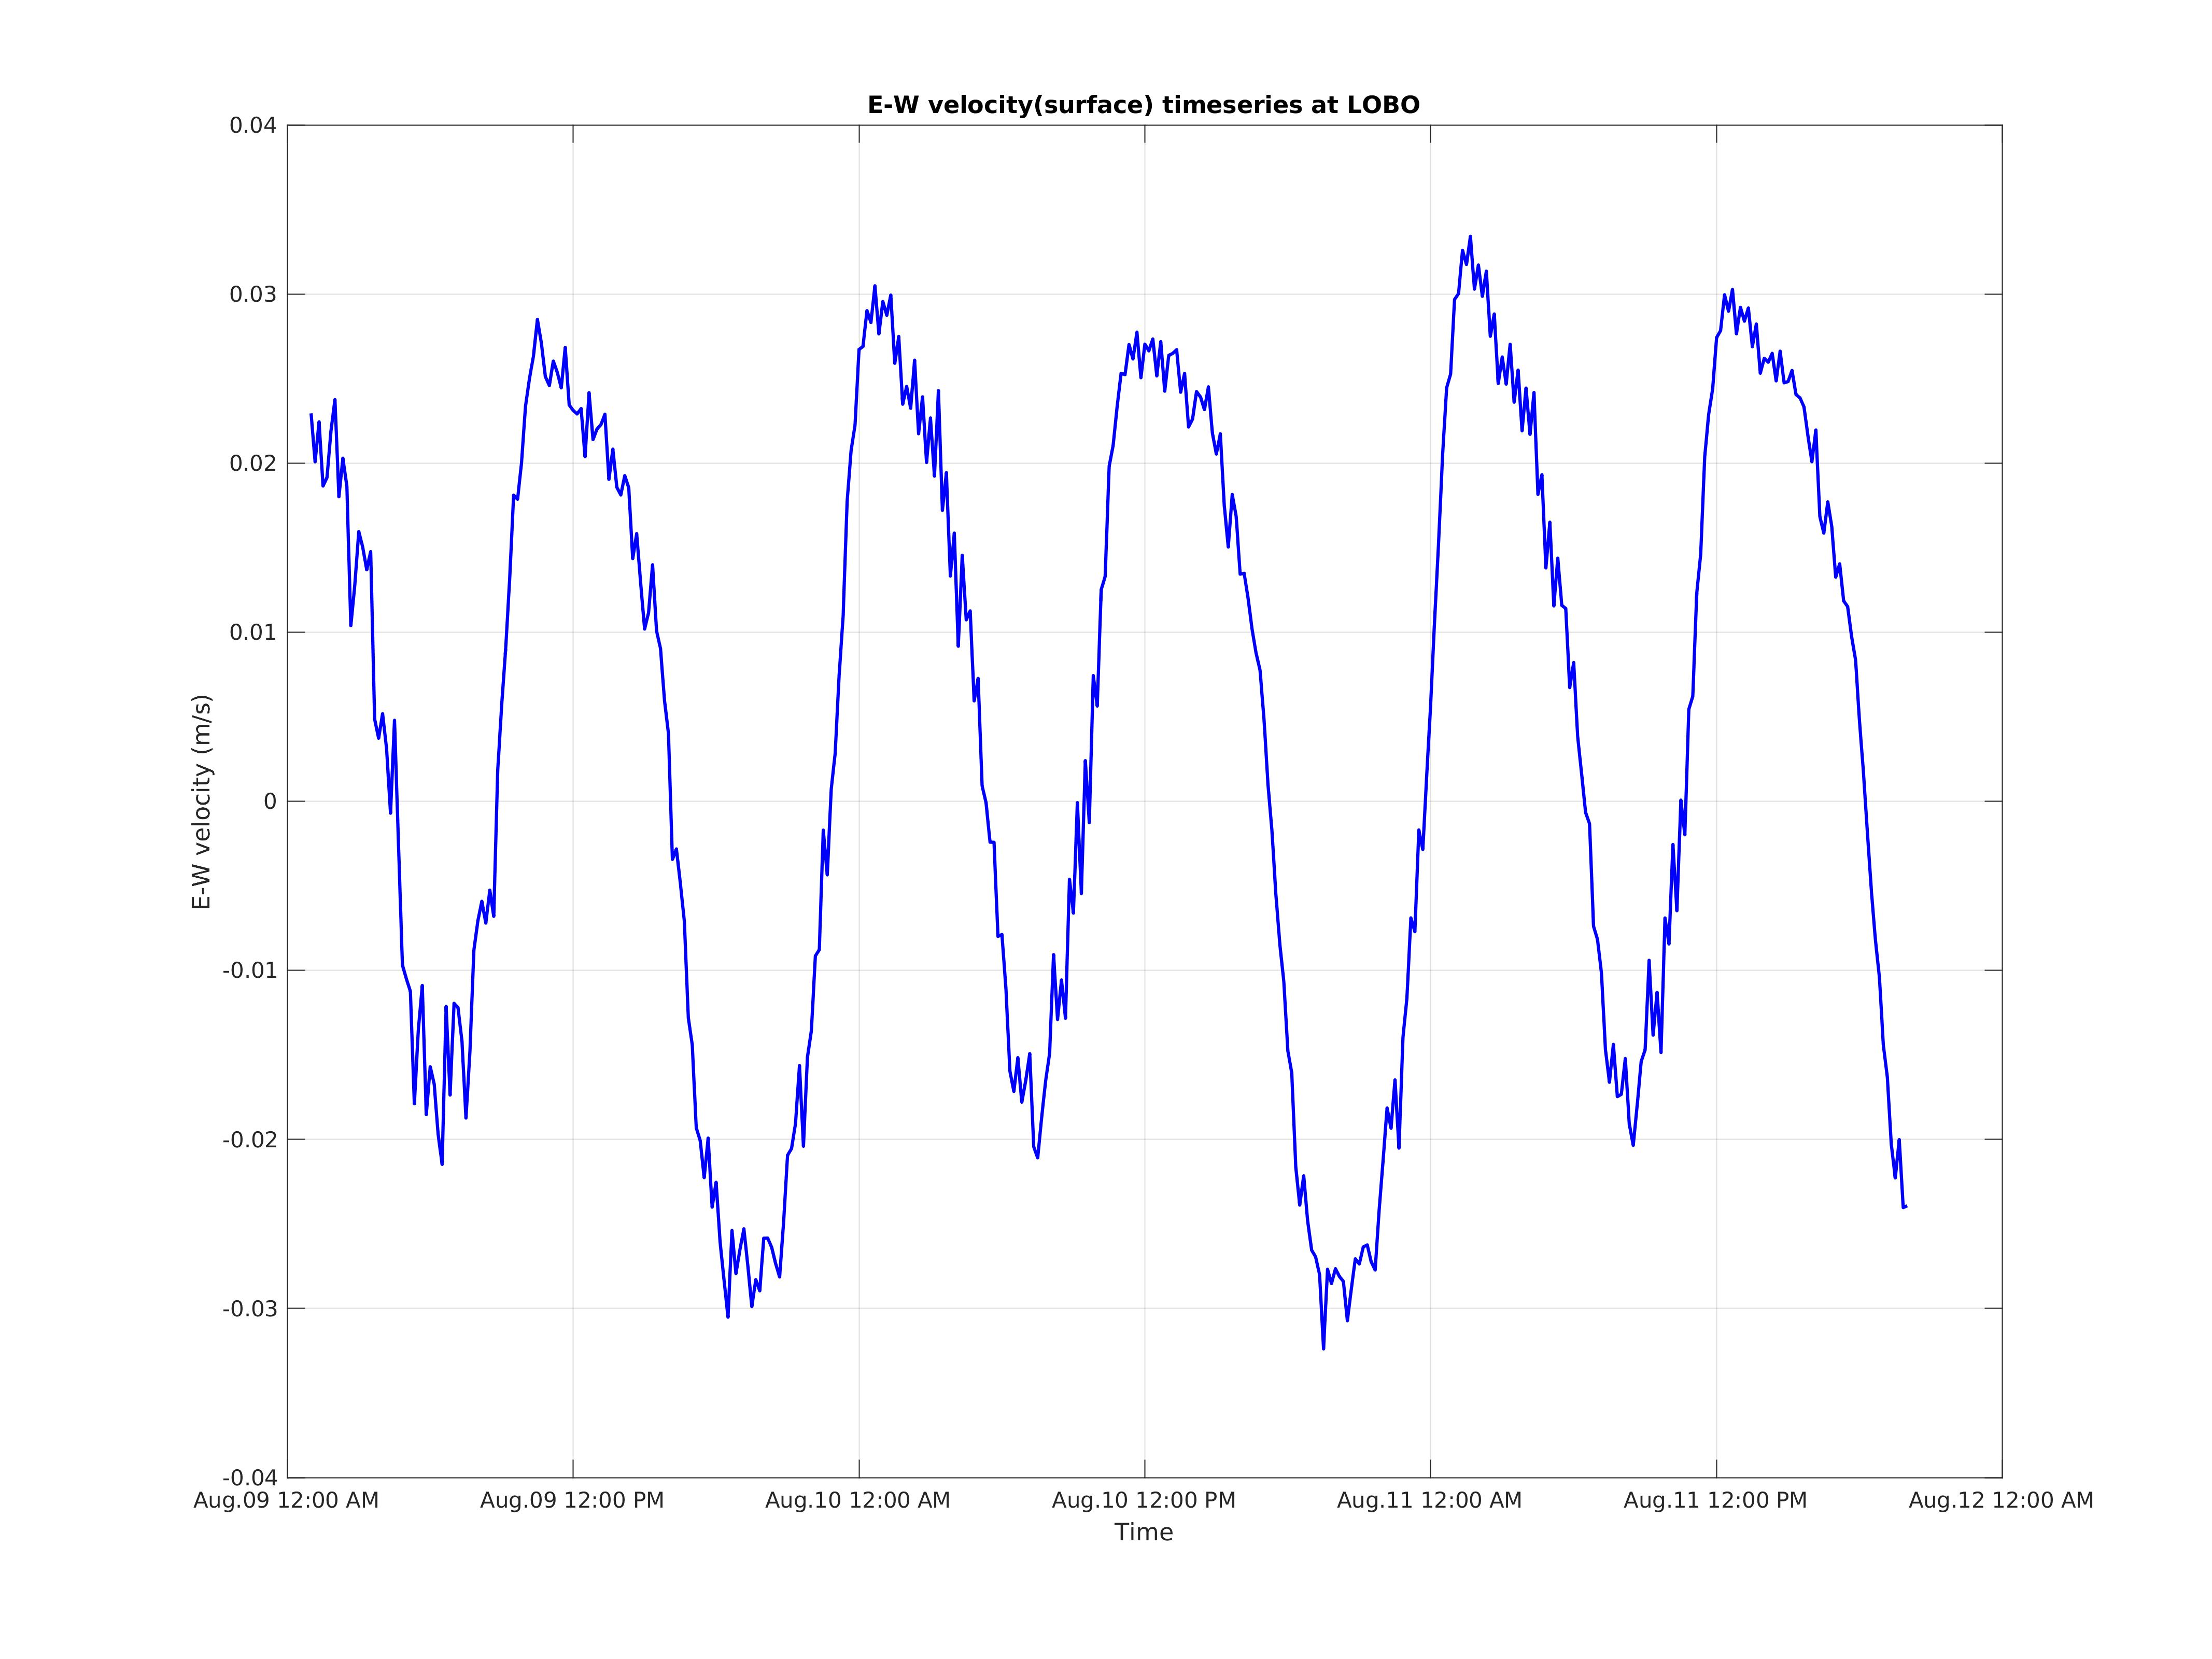 E-W velocity(surface) timeseries at LOBO
0.04
0.03
0.02
0.01
0
-0.01
-0.02
-0.03
-0.04
E-W velocity (m/s)
Aug.09 12:00 AM Aug.09 12:00 PM Aug.10 12:00 AM Aug.10 12:00 PM Aug.11 12:00 AM Aug.11 12:00 PM Aug.12 12:00 AM
Time